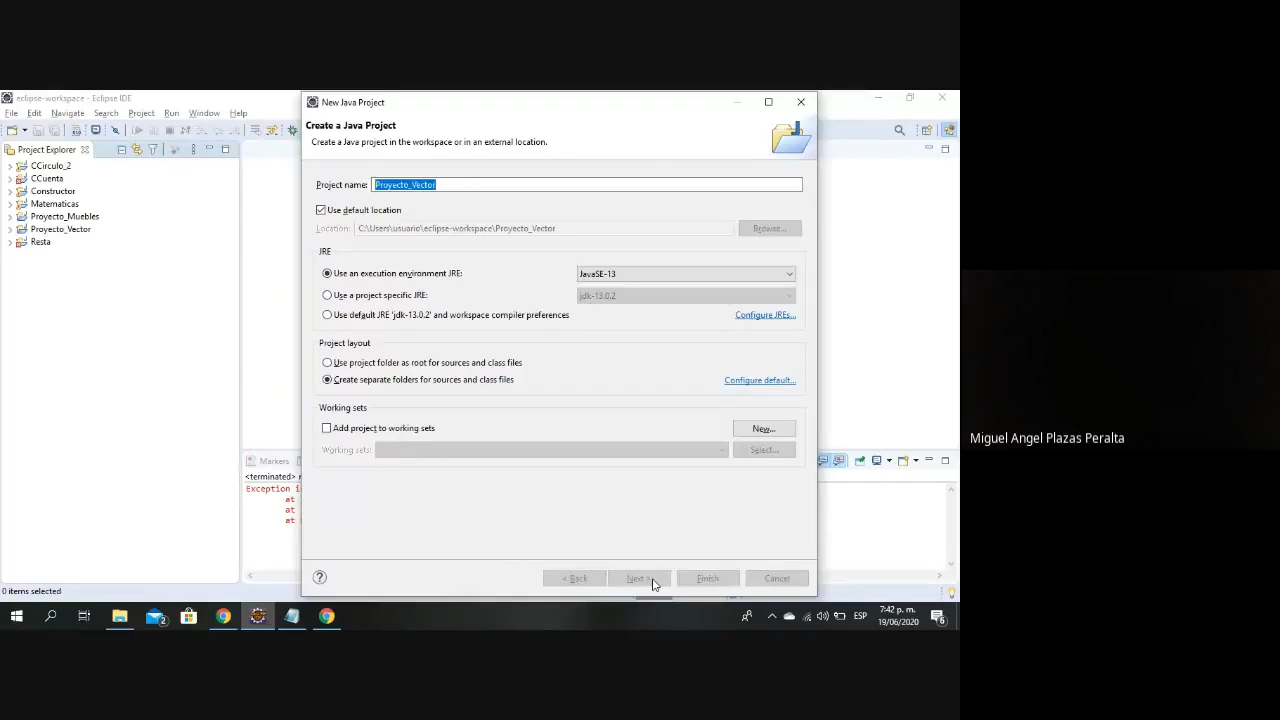 eclipse-workspace - Eclipse IDE
File Edit Navigate Search Project Run Window Help
Project Explorer
CCirculo_2
CCuenta
Constructor
Matematicas
Proyecto_Muebles
Proyecto_Vector
Resta
New Java Project
Create a Java Project
Create a Java project in the workspace or in an external location.
Project name: Proyecto_Vector
Use default location
Location: C:\Users\usuario\eclipse-workspace\Proyecto_Vector Browse...
JRE
Use an execution environment JRE: JavaSE-13
Use a project specific JRE: jdk-13.0.2
Use default JRE 'jdk-13.0.2' and workspace compiler preferences Configure JREs...
Project layout
Use project folder as root for sources and class files
Create separate folders for sources and class files Configure default...
Working sets
Add project to working sets New...
Working sets: Select...
< Back Next > Finish Cancel
Markers
<terminated>
Exception
at
at
at
0 items selected
2
ESP
7:42 p. m.
19/06/2020
6
Miguel Angel Plazas Peralta